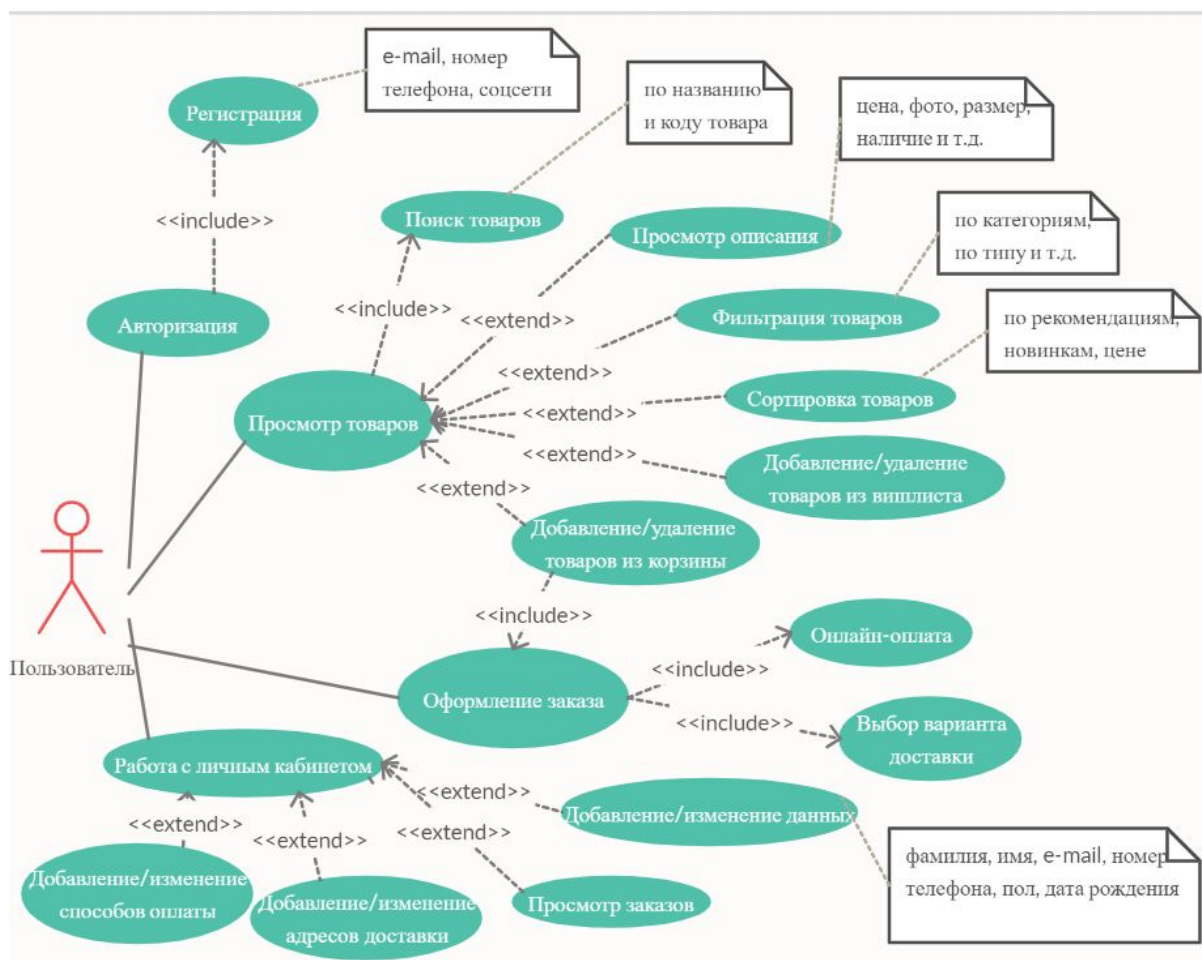 e-mail, номер
телефона, соцсети
Регистрация
по названию
и коду товара
цена, фото, размер,
наличие и т.д.
<<include>>
Поиск товаров
Просмотр описания
по категориям,
по типу и т.д.
Авторизация
<<include>>
<<extend>>
Фильтрация товаров
по рекомендациям,
новинкам, цене
<<extend>>
Просмотр товаров
<<extend>>
Сортировка товаров
<<extend>>
Добавление/удаление
товаров из вишлиста
<<extend>>
Добавление/удаление
товаров из корзины
<<include>>
Пользователь
Онлайн-оплата
<<include>>
Оформление заказа
<<include>>
Выбор варианта
доставки
Работа с личным кабинетом
<<extend>>
Добавление/изменение данных
<<extend>>
<<extend>>
<<extend>>
фамилия, имя, e-mail, номер
телефона, пол, дата рождения
Добавление/изменение
способов оплаты
Добавление/изменение
адресов доставки
Просмотр заказов